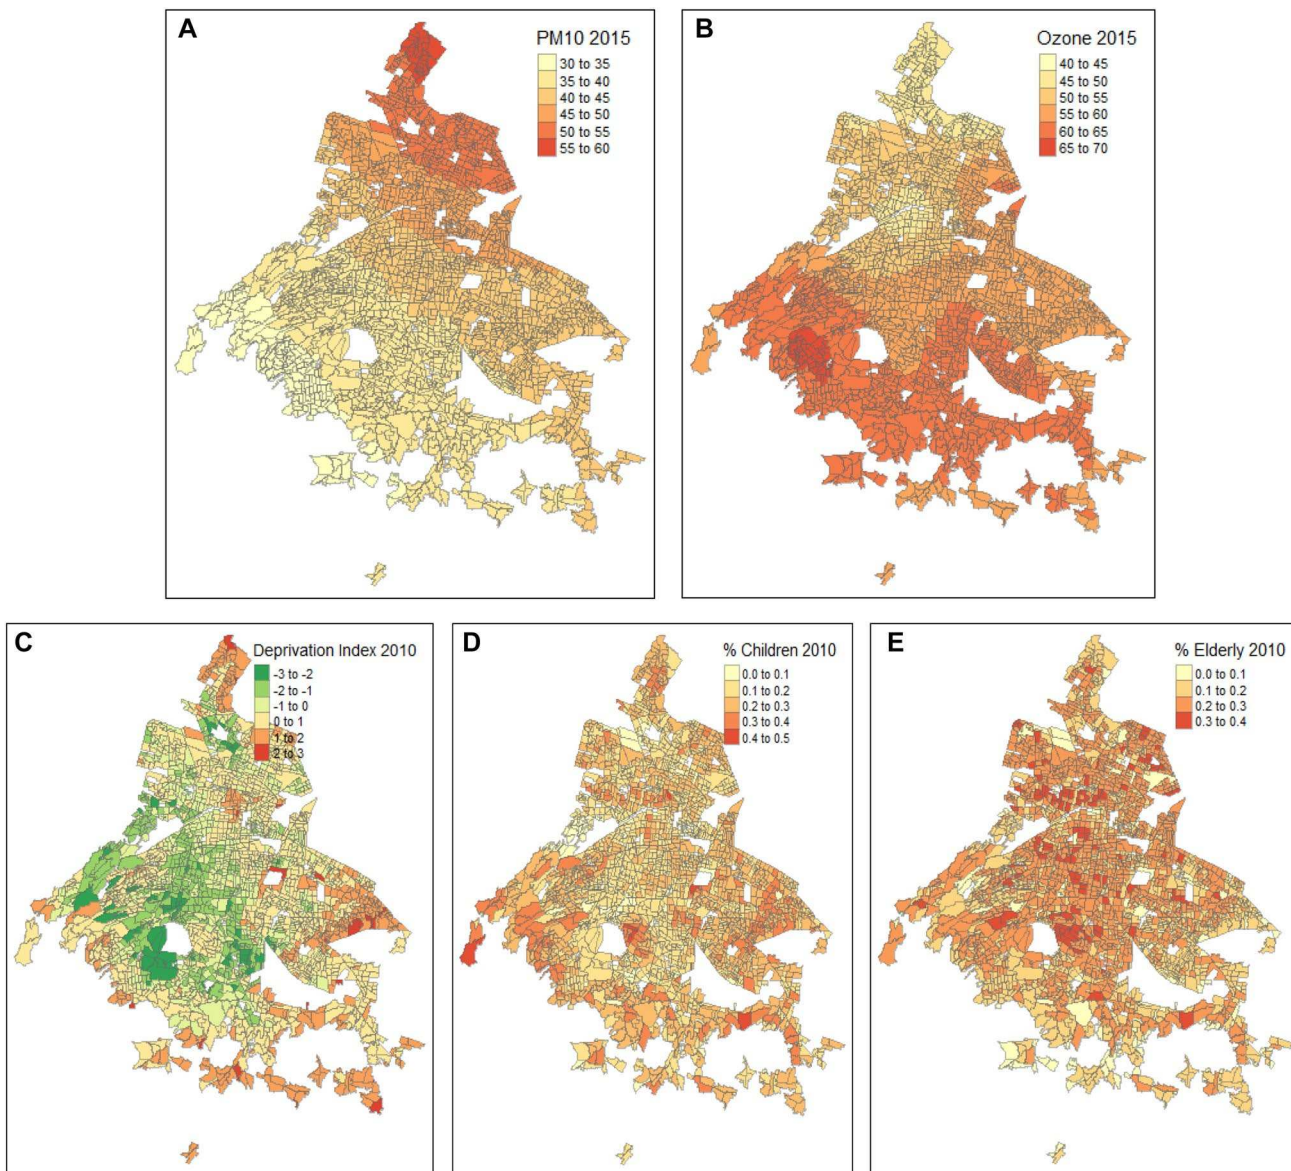 A
PM10 2015
30 to 35
35 to 40
40 to 45
45 to 50
50 to 55
55 to 60
B
Ozone 2015
40 to 45
45 to 50
50 to 55
55 to 60
60 to 65
65 to 70
C
Deprivation Index 2010
-3 to -2
-2 to -1
-1 to 0
0 to 1
1 to 2
2 to 3
D
% Children 2010
0.0 to 0.1
0.1 to 0.2
0.2 to 0.3
0.3 to 0.4
0.4 to 0.5
E
% Elderly 2010
0.0 to 0.1
0.1 to 0.2
0.2 to 0.3
0.3 to 0.4